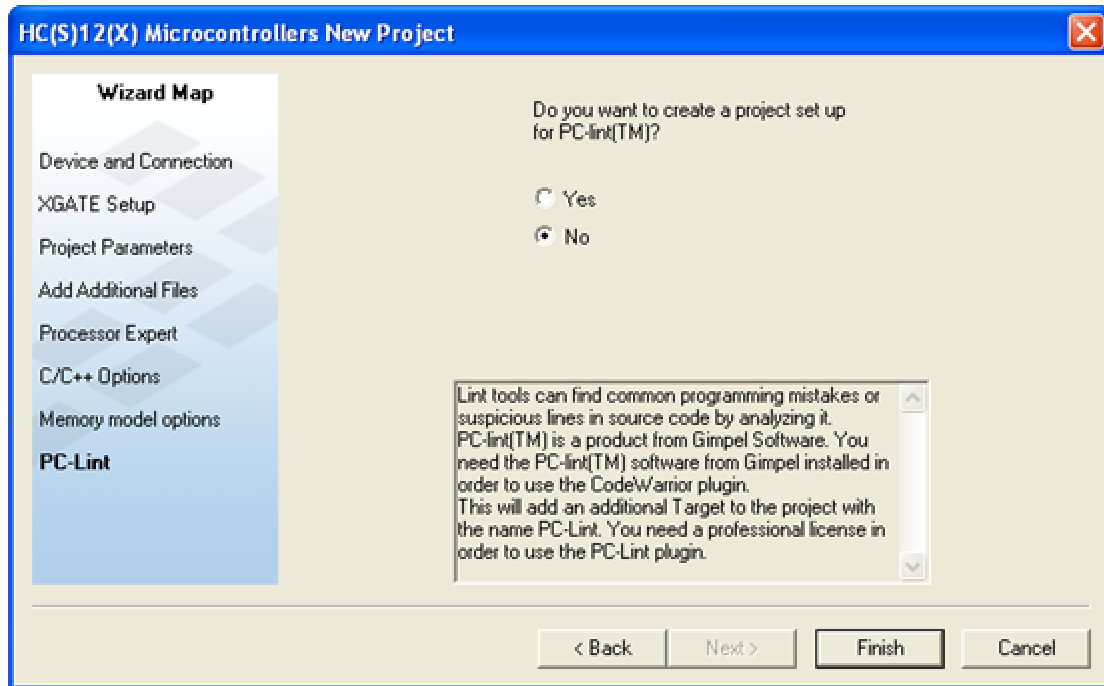 HC(S)12(X) Microcontrollers New Project
Wizard Map
Device and Connection
XGATE Setup
Project Parameters
Add Additional Files
Processor Expert
C/C++ Options
Memory model options
PC-Lint
Do you want to create a project set up
for PC-lint(TM)?
Yes
No
Lint tools can find common programming mistakes or
suspicious lines in source code by analyzing it.
PC-lint(TM) is a product from Gimpel Software. You
need the PC-lint(TM) software from Gimpel installed in
order to use the CodeWarrior plugin.
This will add an additional Target to the project with
the name PC-Lint. You need a professional license in
order to use the PC-Lint plugin.
< Back
Next >
Finish
Cancel